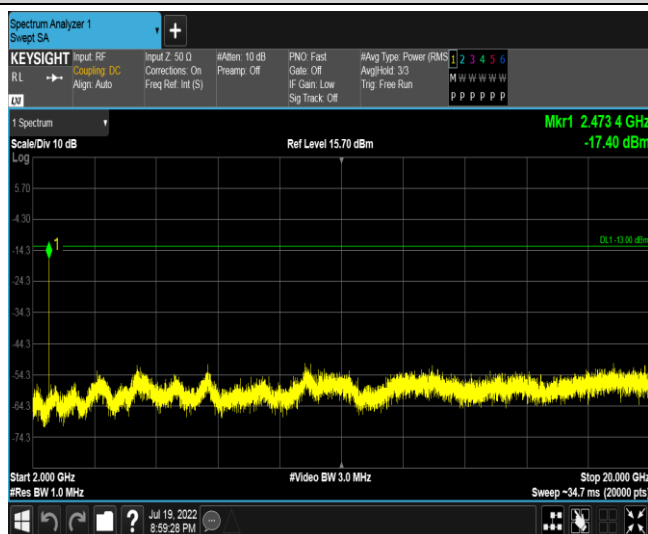 Spectrum Analyzer 1
Swept SA
+
KEYSIGHT
RL
LXI
Input: RF
Coupling: DC
Align: Auto
Input Z: 50 Ω
Corrections: On
Freq Ref: Int (S)
#Atten: 10 dB
Preamp: Off
PNO: Fast
Gate: Off
IF Gain: Low
Sig Track: Off
#Avg Type: Power (RMS
Avg|Hold: 3/3
Trig: Free Run
1 2 3 4 5 6
M W W W W W
P P P P P P
1 Spectrum
Scale/Div 10 dB
Ref Level 15.70 dBm
Mkr1 2.473 4 GHz
-17.40 dBm
Log
5.70
-4.30
-14.3
-24.3
-34.3
-44.3
-54.3
-64.3
-74.3
1
DL1 -13.00 dBm
Start 2.000 GHz
#Video BW 3.0 MHz
Stop 20.000 GHz
#Res BW 1.0 MHz
Sweep ~34.7 ms (20000 pts)
?
Jul 19, 2022
8:59:28 PM